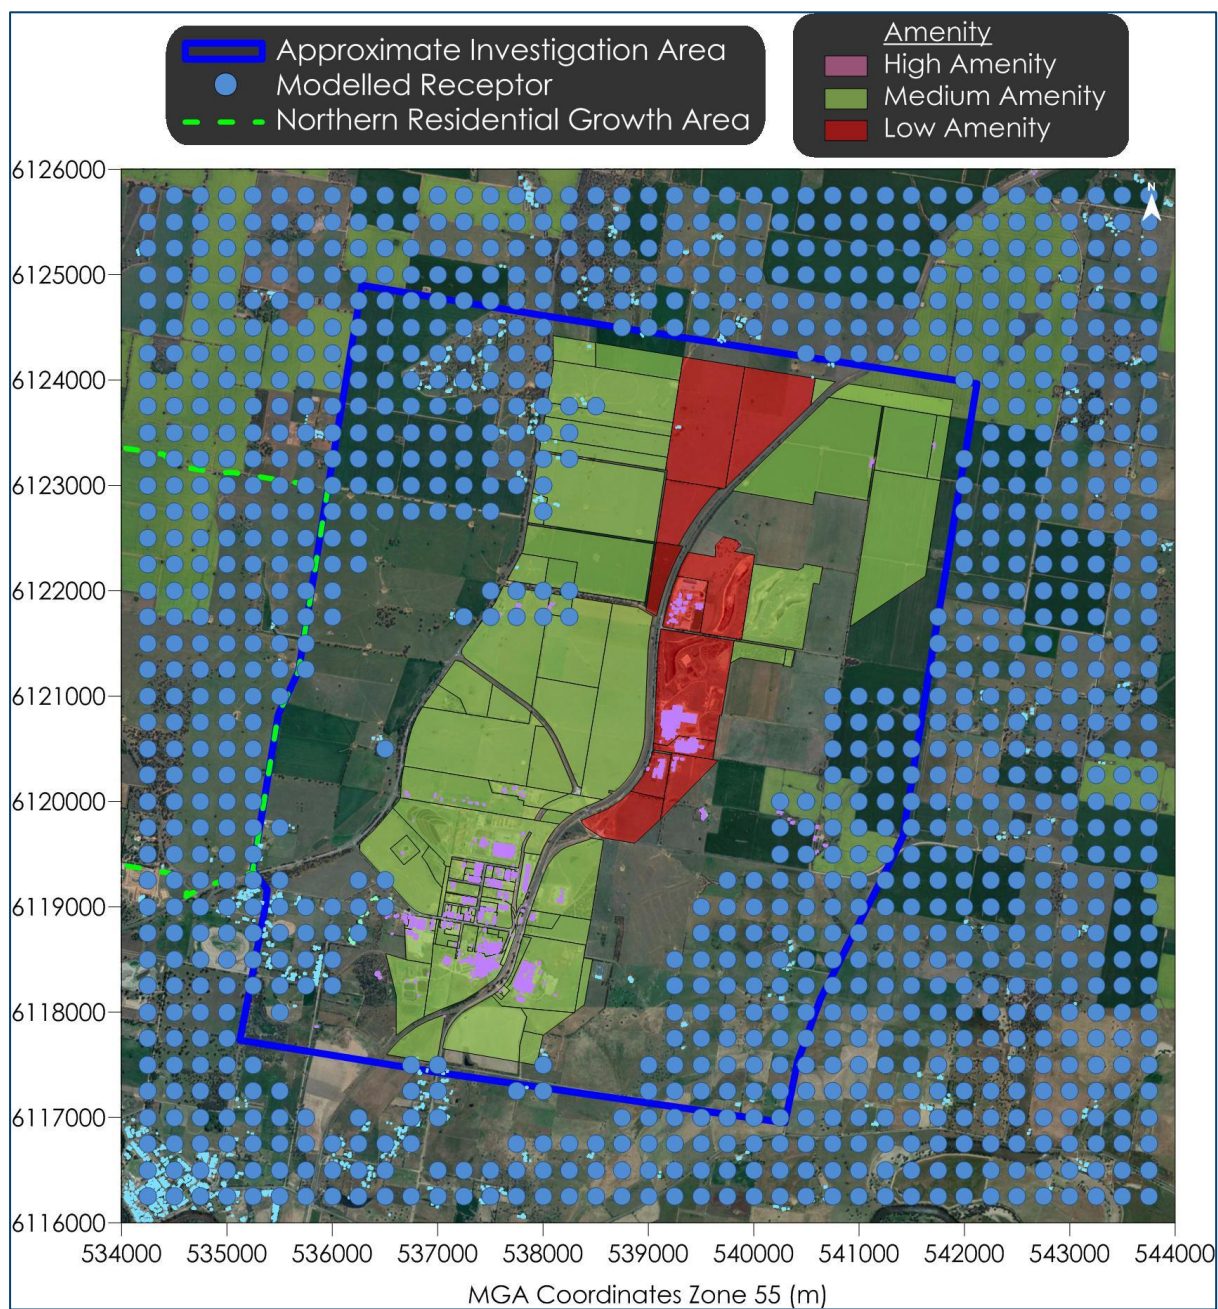 Approximate Investigation Area
Modelled Receptor
Northern Residential Growth Area
Amenity
High Amenity
Medium Amenity
Low Amenity
N
6126000
6125000
6124000
6123000
6122000
6121000
6120000
6119000
6118000
6117000
6116000
534000 535000 536000 537000 538000 539000 540000 541000 542000 543000 544000
MGA Coordinates Zone 55 (m)